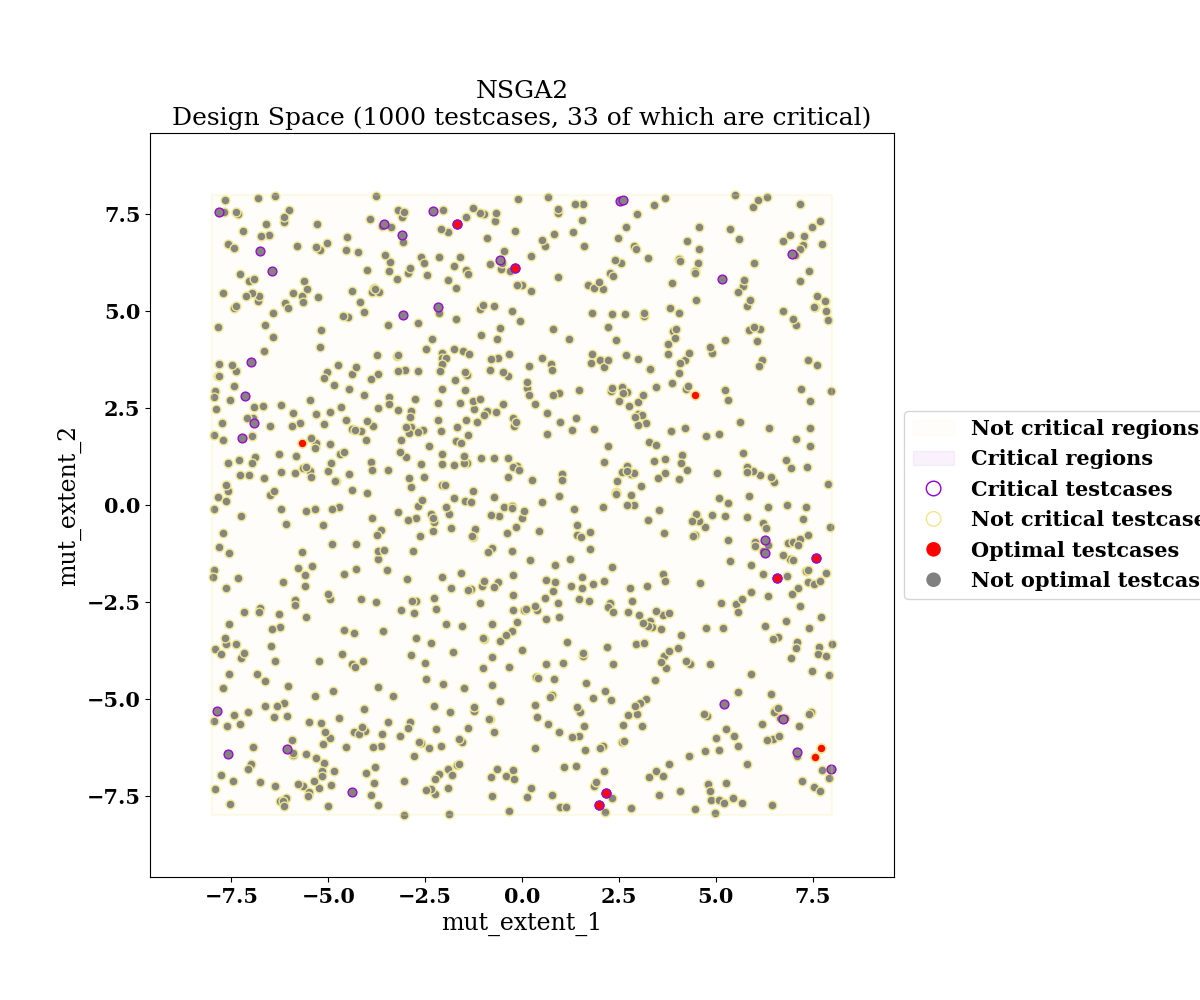 NSGA2
Design Space (1000 testcases, 33 of which are critical)
7.5
5.0
2.5
0.0
−2.5
−5.0
−7.5
mut_extent_2
−7.5 −5.0 −2.5 0.0 2.5 5.0 7.5
mut_extent_1
Not critical regions
Critical regions
Critical testcases
Not critical testcase
Optimal testcases
Not optimal testcas